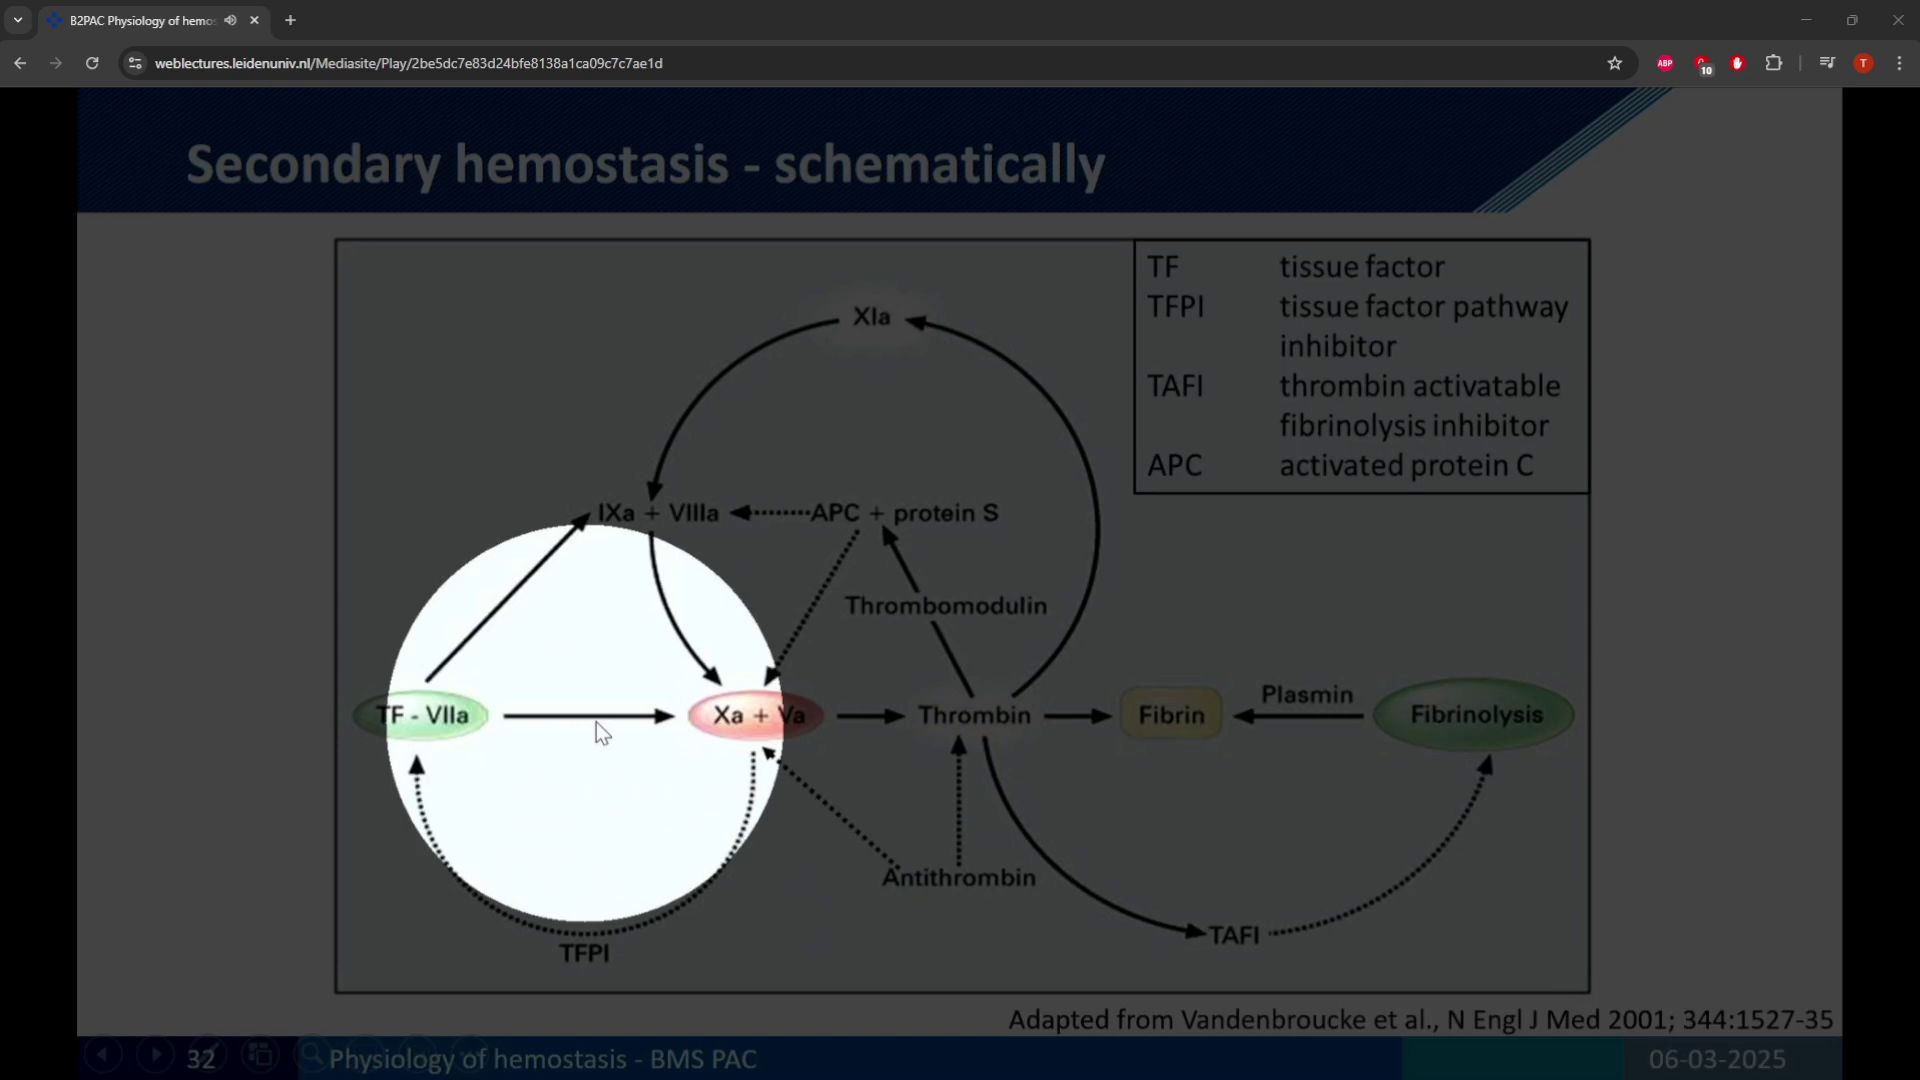 B2PAC Physiology of hemos
weblectures.leidenuniv.nl/Mediasite/Play/2be5dc7e83d24bfe8138a1ca09c7c7ae1d
ABP
10
T
Secondary hemostasis - schematically
TF tissue factor
TFPI tissue factor pathway
inhibitor
TAFI thrombin activatable
fibrinolysis inhibitor
APC activated protein C
XIa
IXa + VIIIa
APC + protein S
Thrombomodulin
TF - VIIa
Xa + Va
Thrombin
Fibrin
Plasmin
Fibrinolysis
Antithrombin
TAFI
TFPI
Adapted from Vandenbroucke et al., N Engl J Med 2001; 344:1527-35
32
Physiology of hemostasis - BMS PAC
06-03-2025